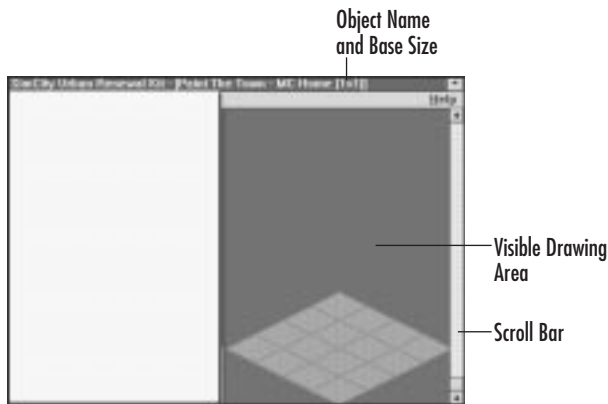 Object Name
and Base Size
SimCity Urban Renewal Kit - [Paint The Town - MC Home [1x1]]
Help
Visible Drawing
Area
Scroll Bar